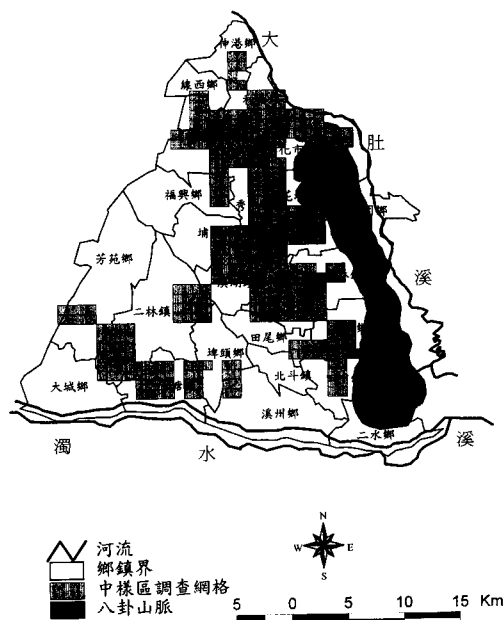 伸港鄉
大
線西鄉
肚
福興鄉
秀
埔
芳苑鄉
溪
二林鎮
田尾鄉
埤頭鄉
北斗鎮
大城鄉
溪州鄉
二水鄉
濁
水
溪
N
W E
S
河流
鄉鎮界
中樣區調查網格
八卦山脈
5 0 5 10 15 Km